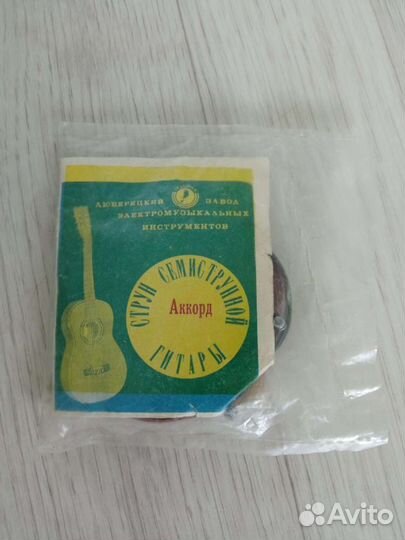 ЛЮБЕРЕЦКИЙ ЗАВОД
ЭЛЕКТРОМУЗЫКАЛЬНЫХ
ИНСТРУМЕНТОВ
СТРУН СЕМИСТРУННОЙ
Аккорд
ГИТАРЫ
Avito